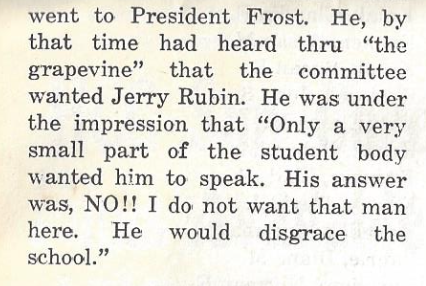 went to President Frost. He, by
that time had heard thru “the
grapevine” that the committee
wanted Jerry Rubin. He was under
the impression that “Only a very
small part of the student body
wanted him to speak. His answer
was, NO!! I do not want that man
here. He would disgrace the
school.”